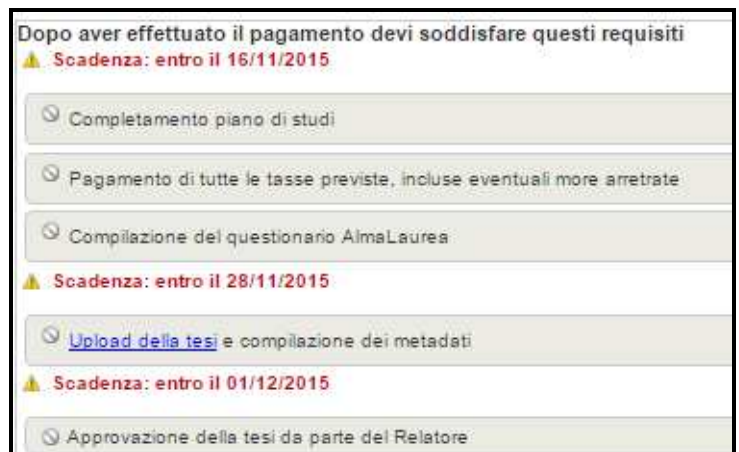 Dopo aver effettuato il pagamento devi soddisfare questi requisiti
Scadenza: entro il 16/11/2015
Completamento piano di studi
Pagamento di tutte le tasse previste, incluse eventuali more arretrate
Compilazione del questionario AlmaLaurea
Scadenza: entro il 28/11/2015
Upload della tesi e compilazione dei metadati
Scadenza: entro il 01/12/2015
Approvazione della tesi da parte del Relatore